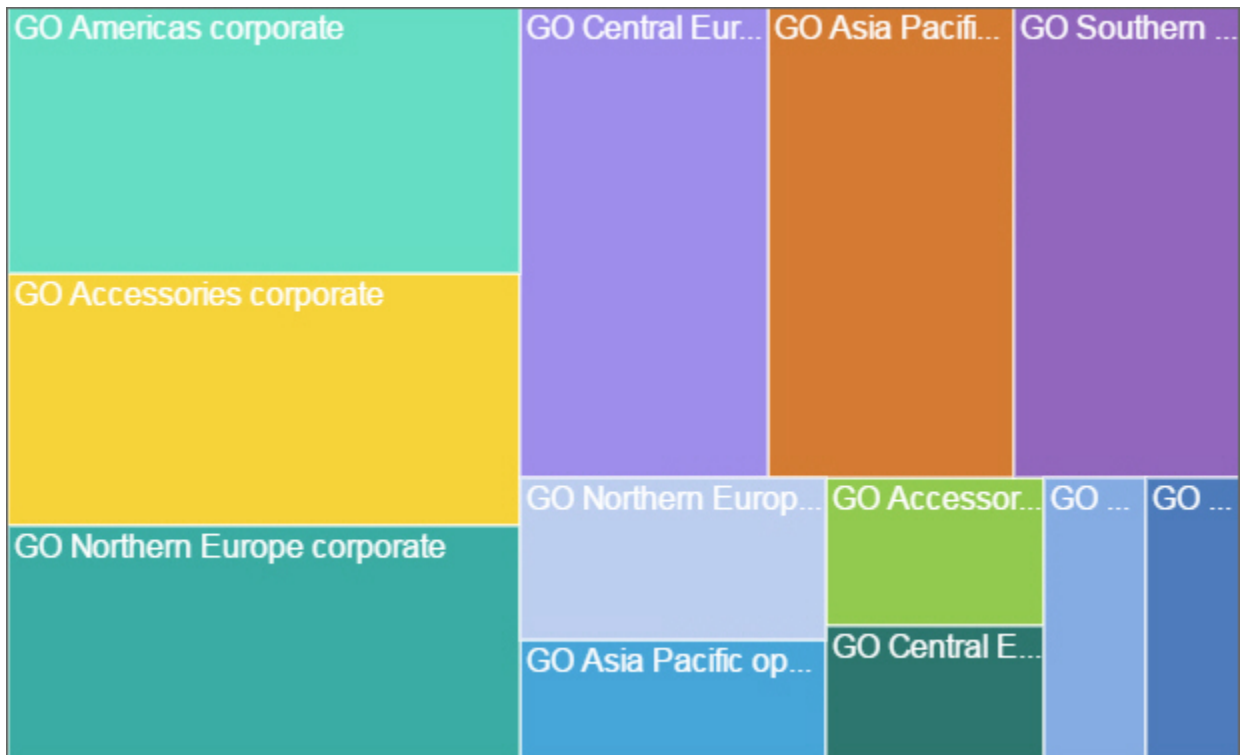 GO Americas corporate
GO Central Eur...
GO Asia Pacifi...
GO Southern ...
GO Accessories corporate
GO Northern Europe corporate
GO Northern Europ...
GO Accessor...
GO ...
GO ...
GO Asia Pacific op...
GO Central E...